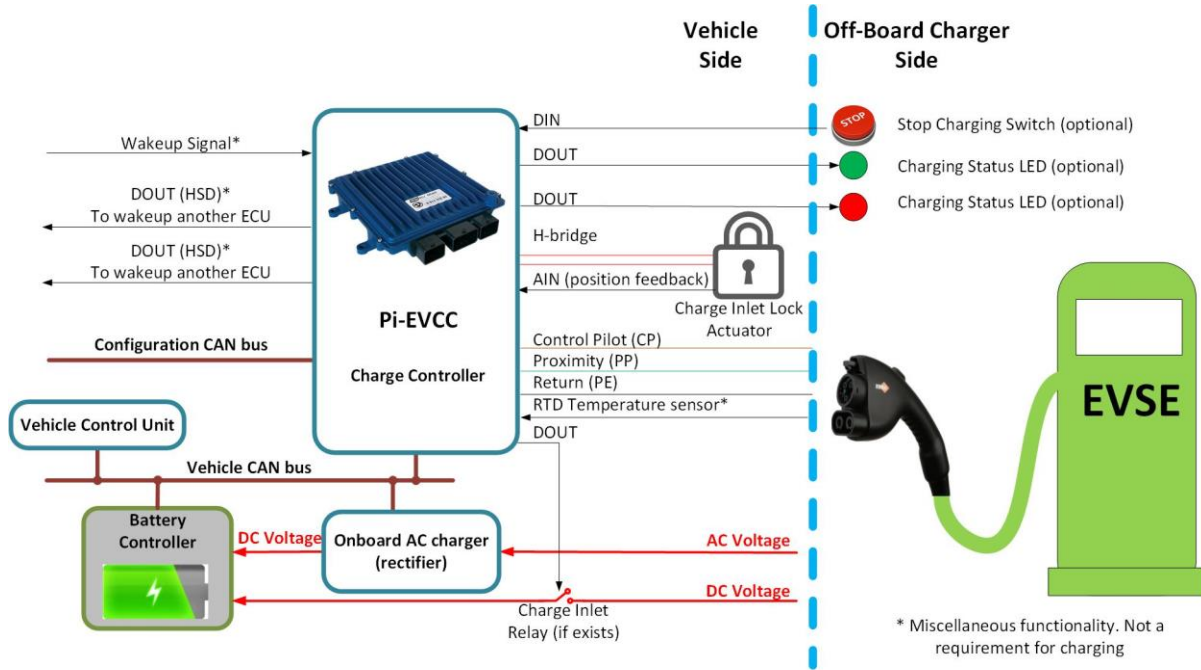 Vehicle
Side
Off-Board Charger
Side
Wakeup Signal*
DOUT (HSD)*
To wakeup another ECU
DOUT (HSD)*
To wakeup another ECU
Configuration CAN bus
Pi-EVCC
Charge Controller
DIN
DOUT
DOUT
H-bridge
AIN (position feedback)
Charge Inlet Lock
Actuator
Control Pilot (CP)
Proximity (PP)
Return (PE)
RTD Temperature sensor*
DOUT
STOP
Stop Charging Switch (optional)
Charging Status LED (optional)
Charging Status LED (optional)
EVSE
Vehicle Control Unit
Vehicle CAN bus
Battery
Controller
DC Voltage
Onboard AC charger
(rectifier)
AC Voltage
DC Voltage
Charge Inlet
Relay (if exists)
* Miscellaneous functionality. Not a
requirement for charging